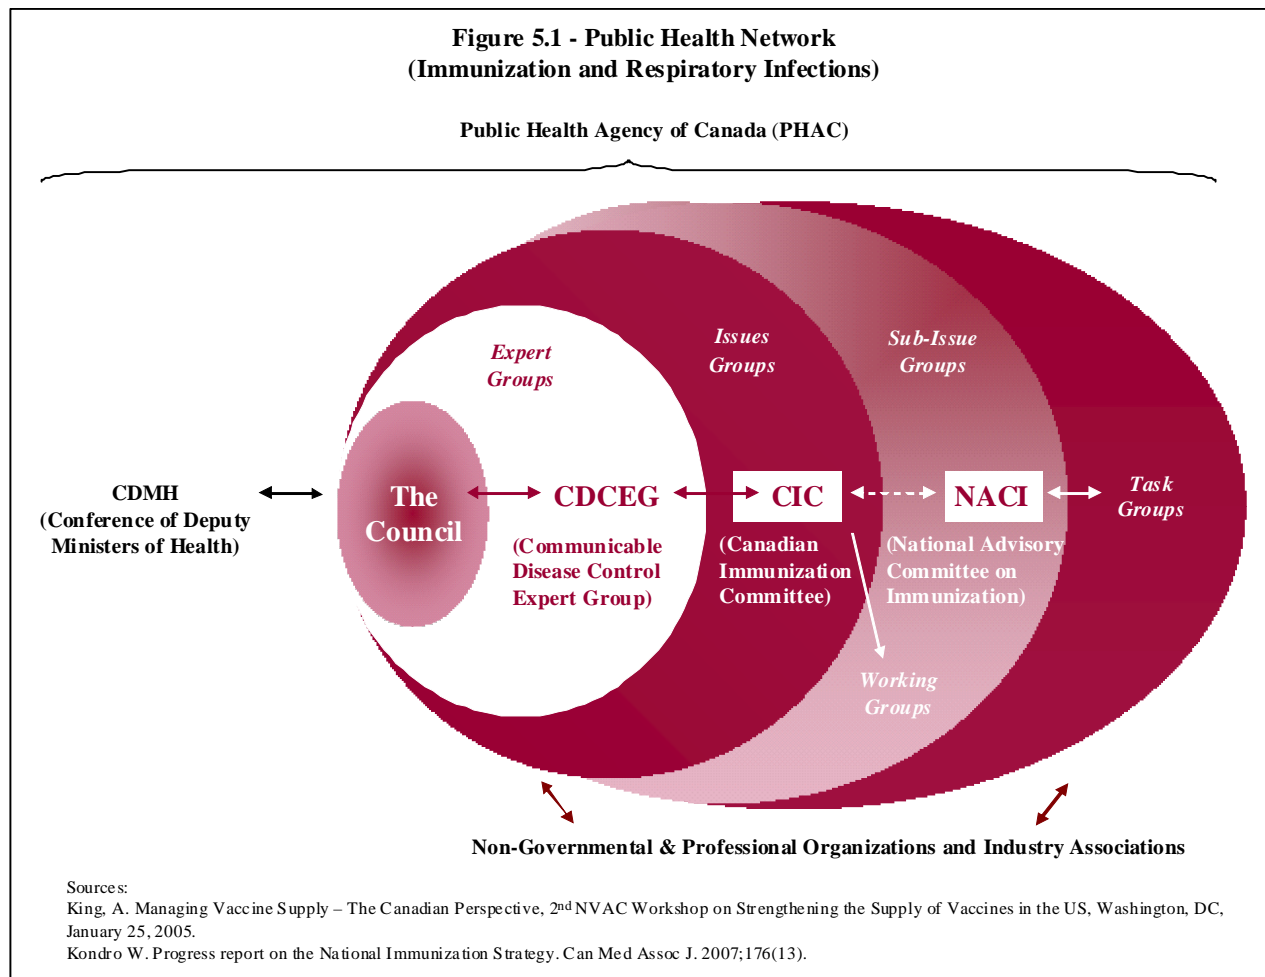 Figure 5.1 - Public Health Network
(Immunization and Respiratory Infections)
Public Health Agency of Canada (PHAC)
Expert
Groups
Issues
Groups
Sub-Issue
Groups
CDMH
(Conference of Deputy
Ministers of Health)
The
Council
CDCEG
(Communicable
Disease Control
Expert Group)
CIC
(Canadian
Immunization
Committee)
NACI
(National Advisory
Committee on
Immunization)
Task
Groups
Working
Groups
Non-Governmental & Professional Organizations and Industry Associations
Sources:
King, A. Managing Vaccine Supply – The Canadian Perspective, 2nd NVAC Workshop on Strengthening the Supply of Vaccines in the US, Washington, DC,
January 25, 2005.
Kondro W. Progress report on the National Immunization Strategy. Can Med Assoc J. 2007;176(13).